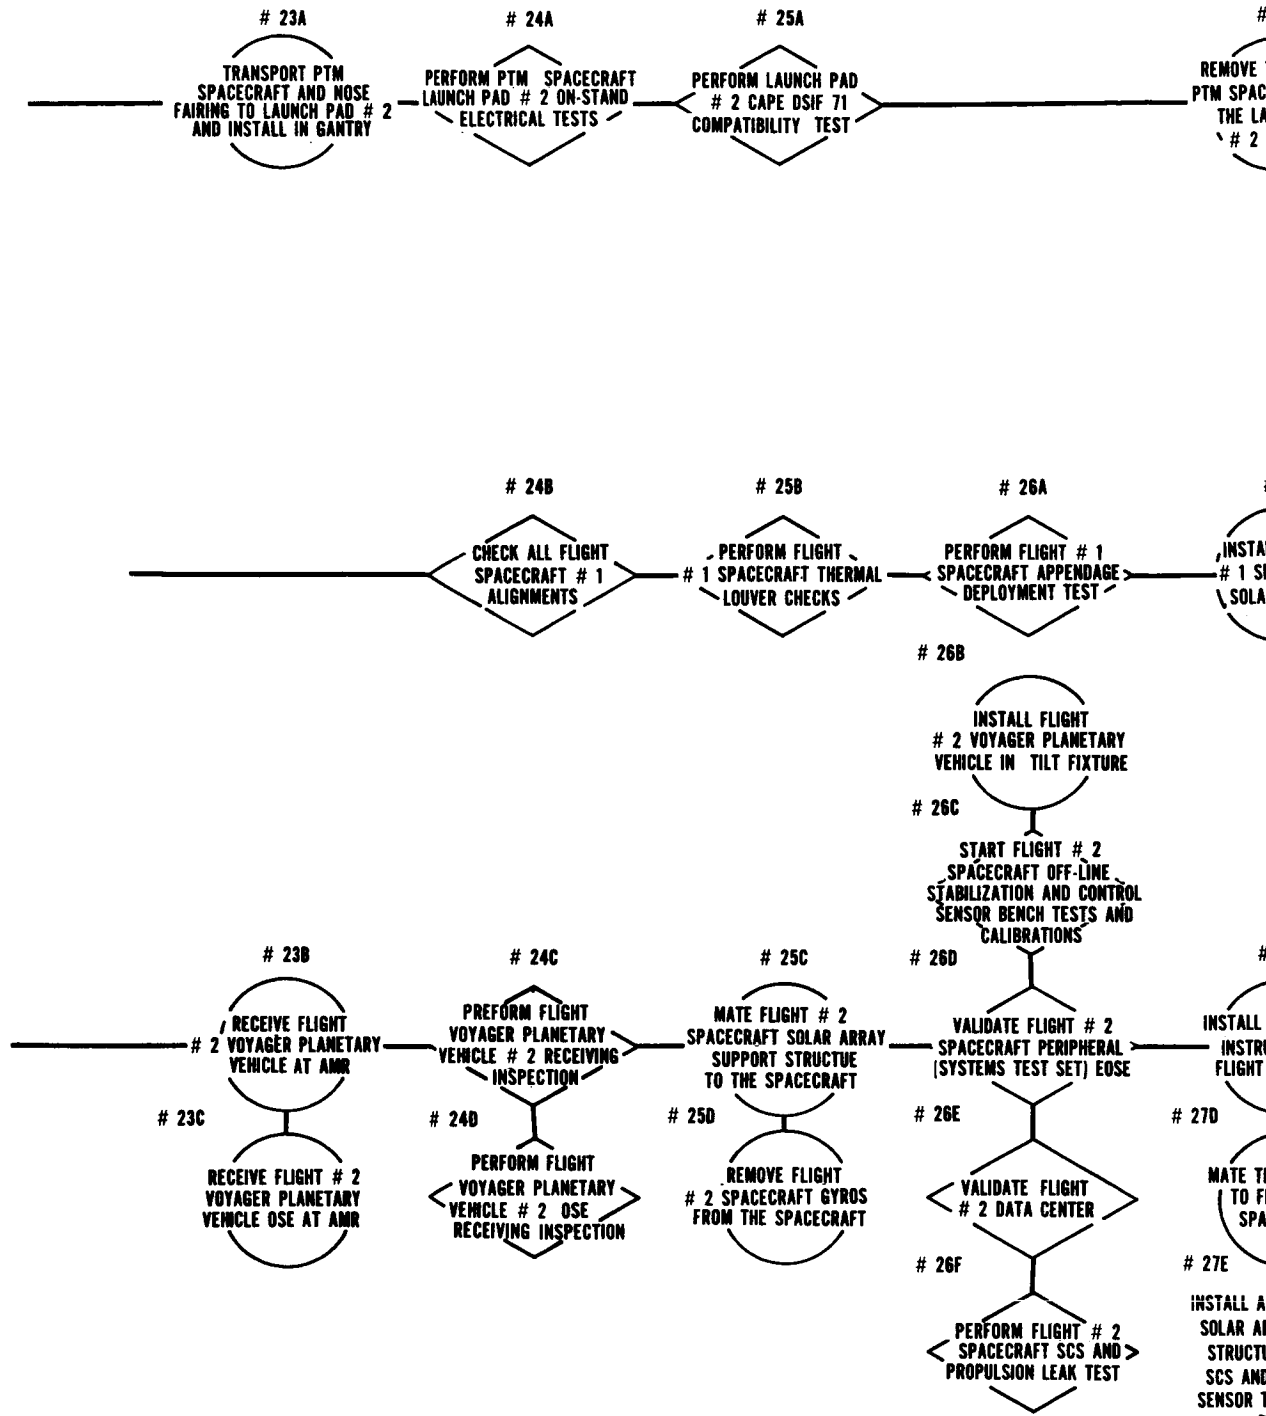 # 23A
TRANSPORT PTM
SPACECRAFT AND NOSE
FAIRING TO LAUNCH PAD # 2
AND INSTALL IN GANTRY
# 24A
PERFORM PTM SPACECRAFT
LAUNCH PAD # 2 ON-STAND
ELECTRICAL TESTS
# 25A
PERFORM LAUNCH PAD
# 2 CAPE DSIF 71
COMPATIBILITY TEST
#
REMOVE
PTM
THE
# 2
# 24B
CHECK ALL FLIGHT
SPACECRAFT # 1
ALIGNMENTS
# 25B
PERFORM FLIGHT
# 1 SPACECRAFT THERMAL
LOUVER CHECKS
# 26A
PERFORM FLIGHT # 1
SPACECRAFT APPENDAGE
DEPLOYMENT TEST
# 1
# 26B
INSTALL FLIGHT
# 2 VOYAGER PLANETARY
VEHICLE IN TILT FIXTURE
# 26C
START FLIGHT # 2
SPACECRAFT OFF-LINE
STABILIZATION AND CONTROL
SENSOR BENCH TESTS AND
CALIBRATIONS
# 23B
RECEIVE FLIGHT
# 2 VOYAGER PLANETARY
VEHICLE AT AMR
# 23C
RECEIVE FLIGHT # 2
VOYAGER PLANETARY
VEHICLE OSE AT AMR
# 24C
PREFORM FLIGHT
VOYAGER PLANETARY
VEHICLE # 2 RECEIVING
INSPECTION
# 24D
PERFORM FLIGHT
VOYAGER PLANETARY
VEHICLE # 2 OSE
RECEIVING INSPECTION
# 25C
MATE FLIGHT # 2
SPACECRAFT SOLAR ARRAY
SUPPORT STRUCTUE
TO THE SPACECRAFT
# 25D
REMOVE FLIGHT
# 2 SPACECRAFT GYROS
FROM THE SPACECRAFT
# 26D
VALIDATE FLIGHT # 2
SPACECRAFT PERIPHERAL
(SYSTEMS TEST SET) EOSE
# 26E
VALIDATE FLIGHT
# 2 DATA CENTER
# 26F
PERFORM FLIGHT # 2
SPACECRAFT SCS AND
PROPULSION LEAK TEST
#
INSTALL
FLIGHT
# 27D
MATE
TO
# 27E
INSTALL
SOLAR
SCS AND
SENSOR